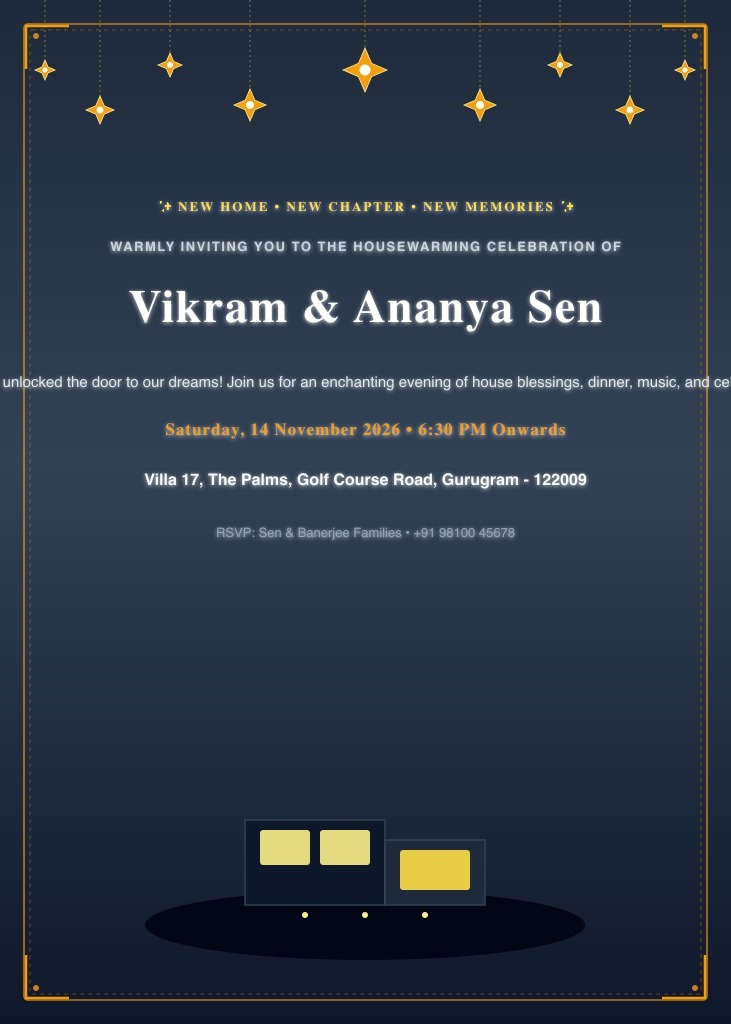 ✨ NEW HOME • NEW CHAPTER • NEW MEMORIES ✨
WARMLY INVITING YOU TO THE HOUSEWARMING CELEBRATION OF
Vikram & Ananya Sen
unlocked the door to our dreams! Join us for an enchanting evening of house blessings, dinner, music, and
Saturday, 14 November 2026 • 6:30 PM Onwards
Villa 17, The Palms, Golf Course Road, Gurugram - 122009
RSVP: Sen & Banerjee Families • +91 98100 45678